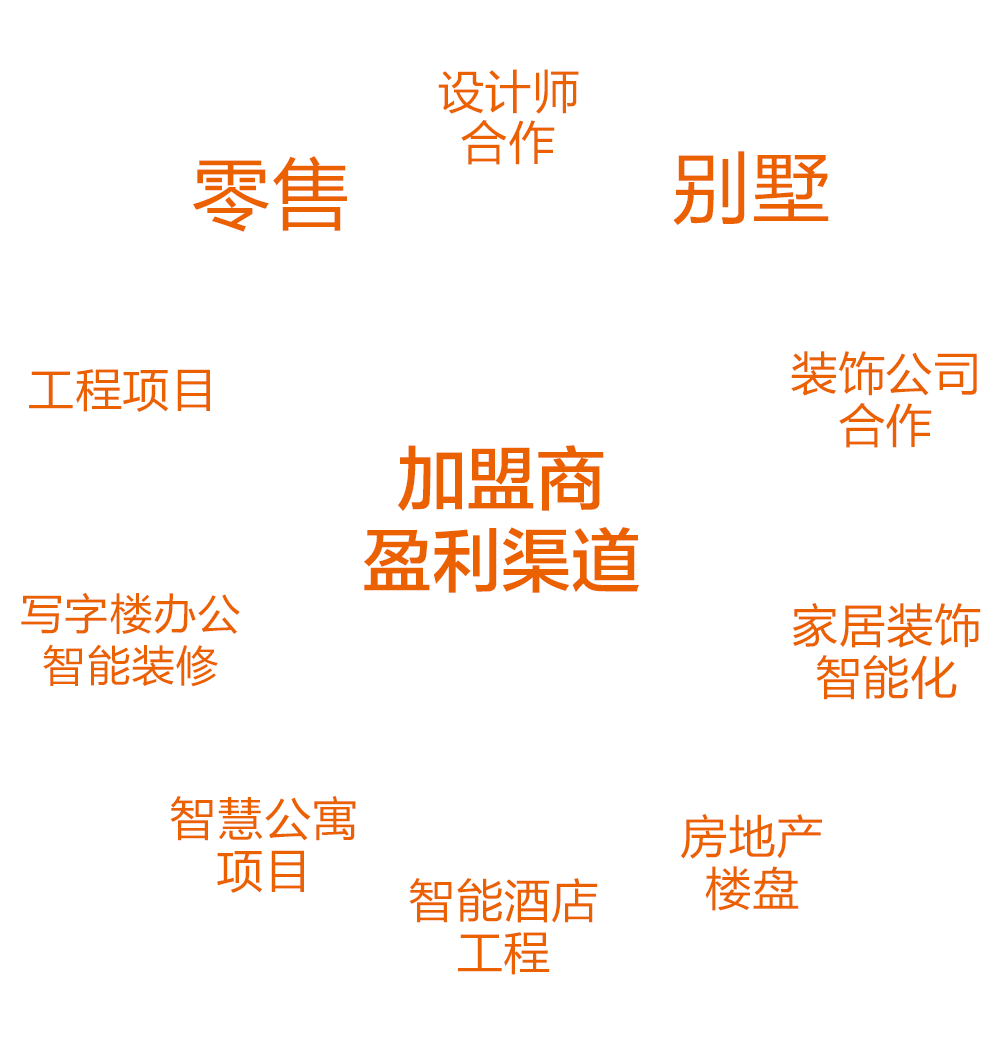 设计师
合作
零售
别墅
工程项目
装饰公司
合作
加盟商
盈利渠道
写字楼办公
智能装修
家居装饰
智能化
智慧公寓
项目
房地产
楼盘
智能酒店
工程